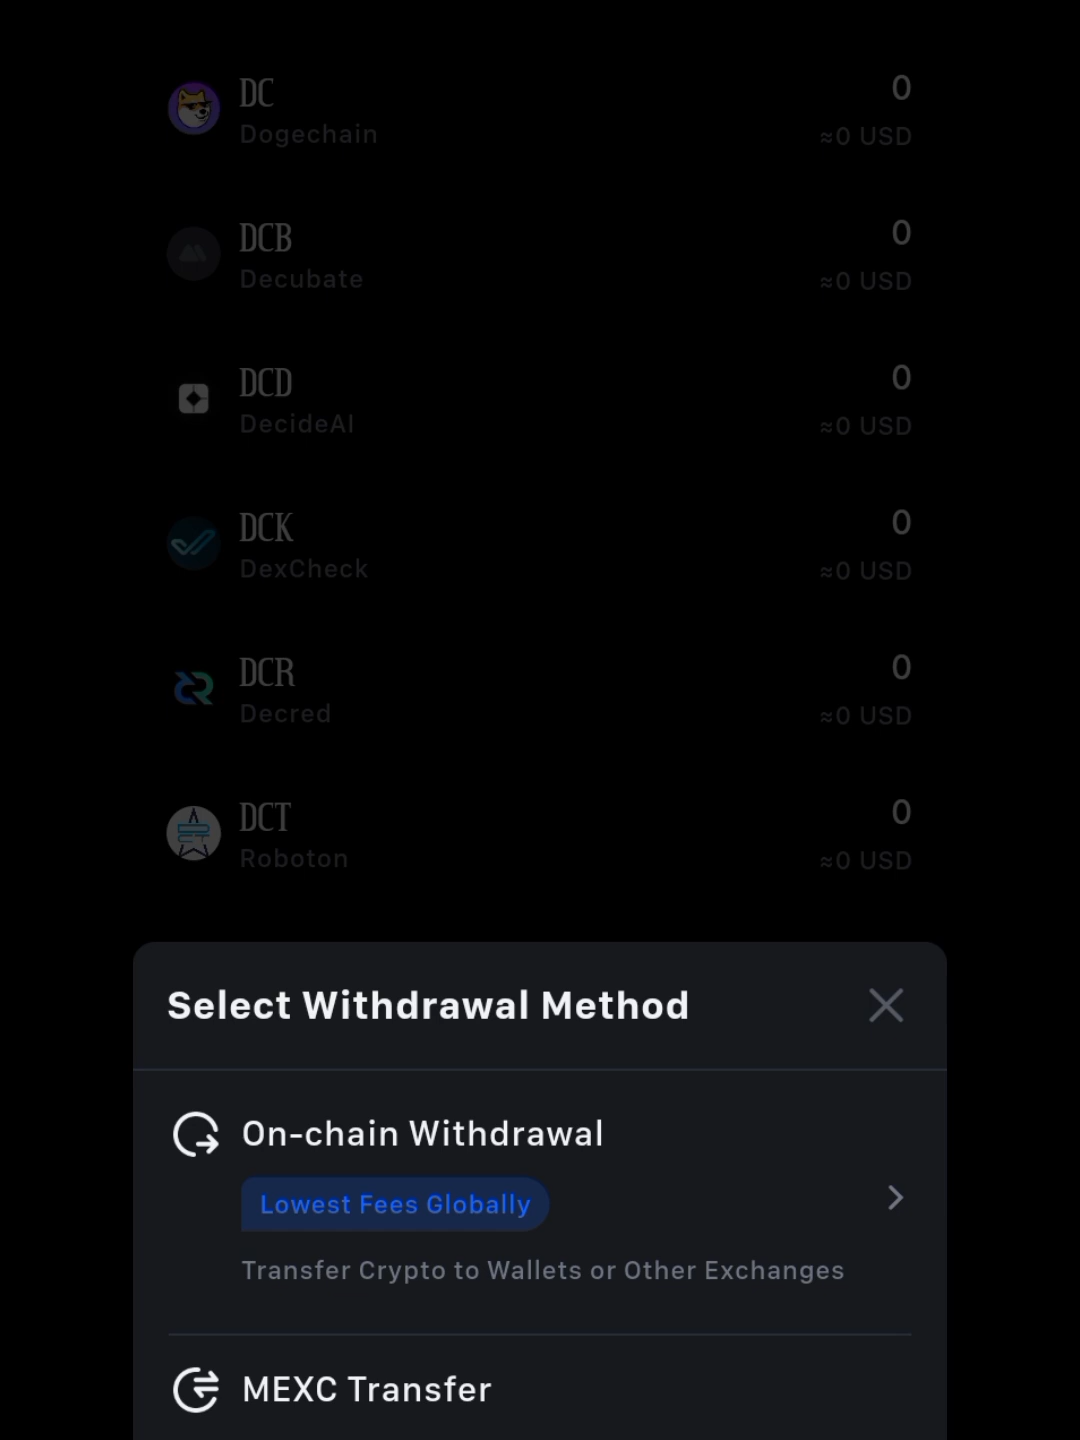 DC
0
Dogechain
≈0 USD
DCB
0
Decubate
≈0 USD
DCD
0
DecideAI
≈0 USD
DCK
0
DexCheck
≈0 USD
DCR
0
Decred
≈0 USD
DCT
0
Roboton
≈0 USD
Select Withdrawal Method
On-chain Withdrawal
Lowest Fees Globally
Transfer Crypto to Wallets or Other Exchanges
MEXC Transfer